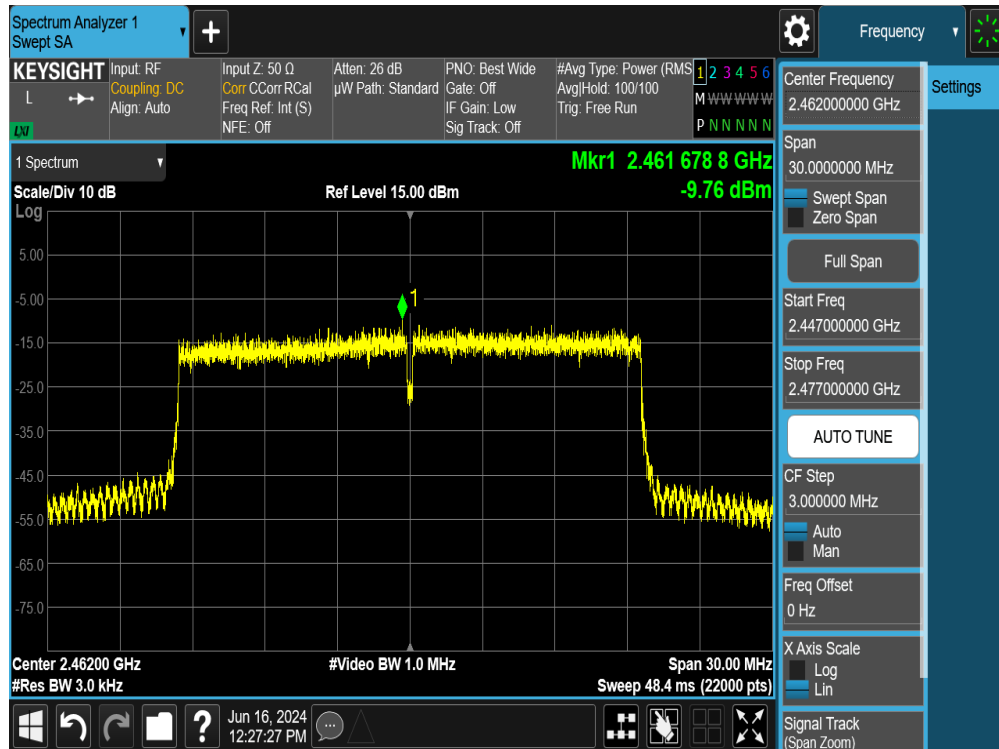 Spectrum Analyzer 1
Swept SA
+
Frequency
KEYSIGHT
L
LXI
Input: RF
Coupling: DC
Align: Auto
Input Z: 50 Ω
Corr CCorr RCal
Freq Ref: Int (S)
NFE: Off
Atten: 26 dB
µW Path: Standard
PNO: Best Wide
Gate: Off
IF Gain: Low
Sig Track: Off
#Avg Type: Power (RMS
Avg|Hold: 100/100
Trig: Free Run
1 2 3 4 5 6
M W W W W W
P N N N N N
Center Frequency
2.462000000 GHz
Settings
Span
30.0000000 MHz
Swept Span
Zero Span
Full Span
Start Freq
2.447000000 GHz
Stop Freq
2.477000000 GHz
AUTO TUNE
CF Step
3.000000 MHz
Auto
Man
Freq Offset
0 Hz
X Axis Scale
Log
Lin
Signal Track
(Span Zoom)
1 Spectrum
Mkr1 2.461 678 8 GHz
-9.76 dBm
Scale/Div 10 dB
Ref Level 15.00 dBm
Log
5.00
-5.00
1
-15.0
-25.0
-35.0
-45.0
-55.0
-65.0
-75.0
Center 2.46200 GHz
#Video BW 1.0 MHz
Span 30.00 MHz
#Res BW 3.0 kHz
Sweep 48.4 ms (22000 pts)
?
Jun 16, 2024
12:27:27 PM